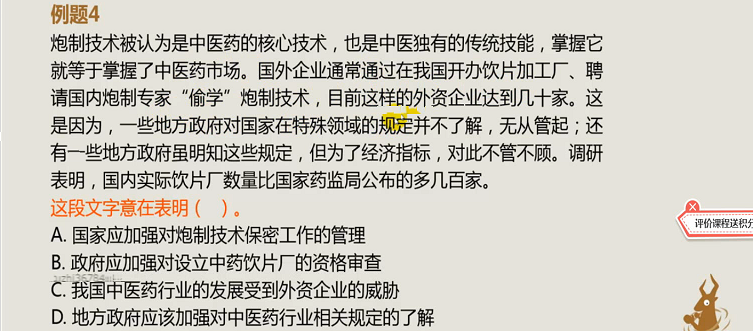 例题4
炮制技术被认为是中医药的核心技术，也是中医独有的传统技能，掌握它
就等于掌握了中医药市场。国外企业通常通过在我国开办饮片加工厂、聘
请国内炮制专家“偷学”炮制技术，目前这样的外资企业达到几十家。这
是因为，一些地方政府对国家在特殊领域的规定并不了解，无从管起；还
有一些地方政府虽明知这些规定，但为了经济指标，对此不管不顾。调研
表明，国内实际饮片厂数量比国家药监局公布的多几百家。
这段文字意在表明（　）。
A. 国家应加强对炮制技术保密工作的管理
B. 政府应加强对设立中药饮片厂的资格审查
C. 我国中医药行业的发展受到外资企业的威胁
D. 地方政府应该加强对中医药行业相关规定的了解
评价课程送积分